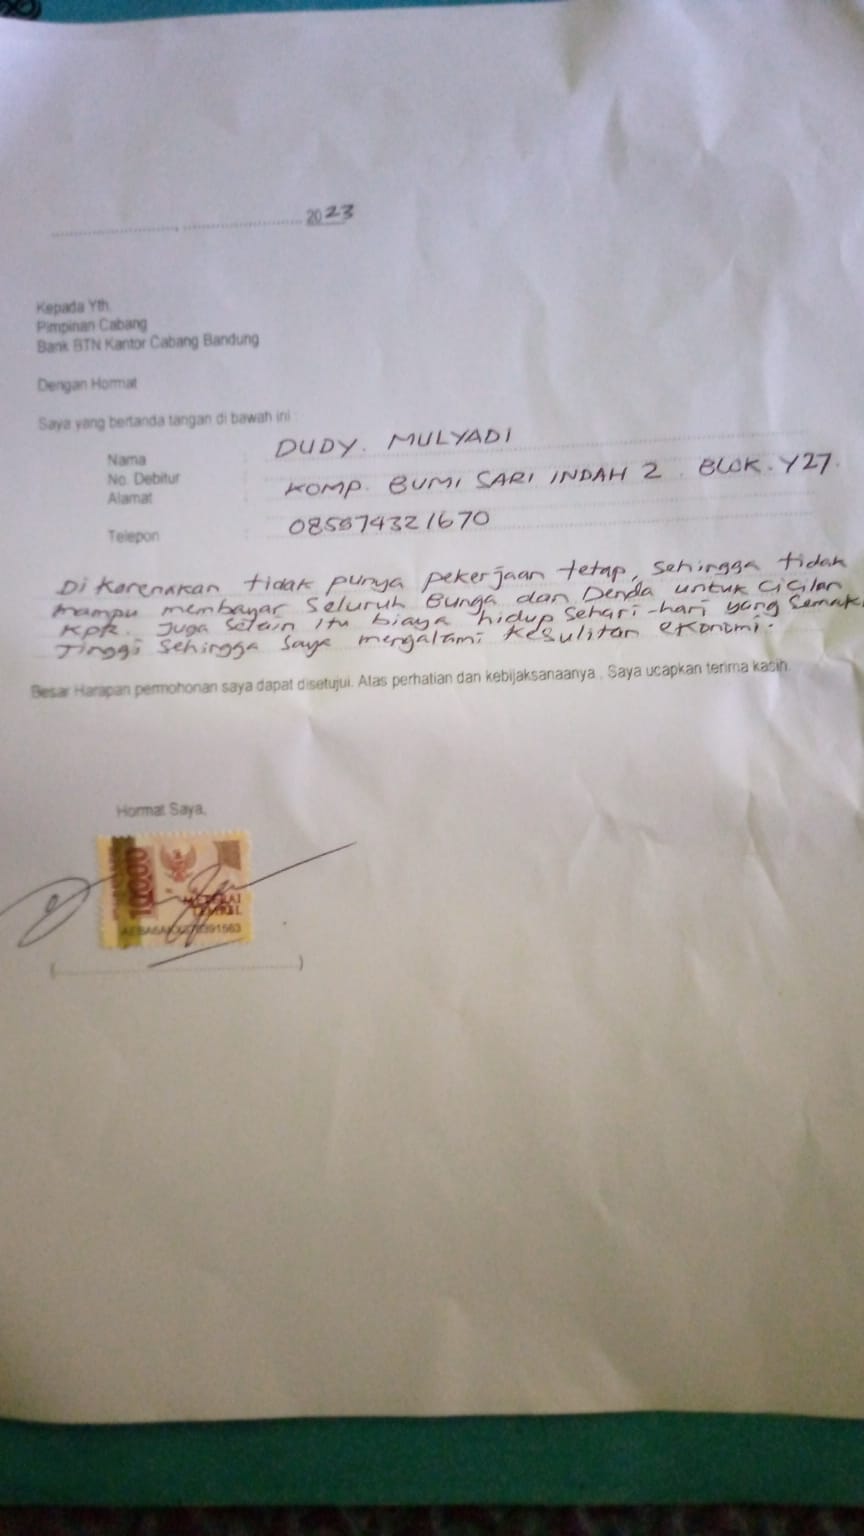 .................., .................. 2023
Kepada Yth.
Pimpinan Cabang
Bank BTN Kantor Cabang Bandung
Dengan Hormat
Saya yang bertanda tangan di bawah ini :
Nama : DUDY. MULYADI
No. Debitur :
Alamat : KOMP. BUMI SARI INDAH 2. BLOK. Y27.
Telepon : 085874321670
Di karenakan tidak punya pekerjaan tetap, sehingga tidak
mampu membayar seluruh Bunga dan Denda untuk cicilan
KPR. Juga selain itu biaya hidup sehari-hari yang semak
Tinggi sehingga saya mengalami kesulitan ekonomi.
Besar Harapan permohonan saya dapat disetujui. Atas perhatian dan kebijaksanaanya , Saya ucapkan terima kasih.
Hormat Saya,
10000
METERAI
TEMPEL
(..................)